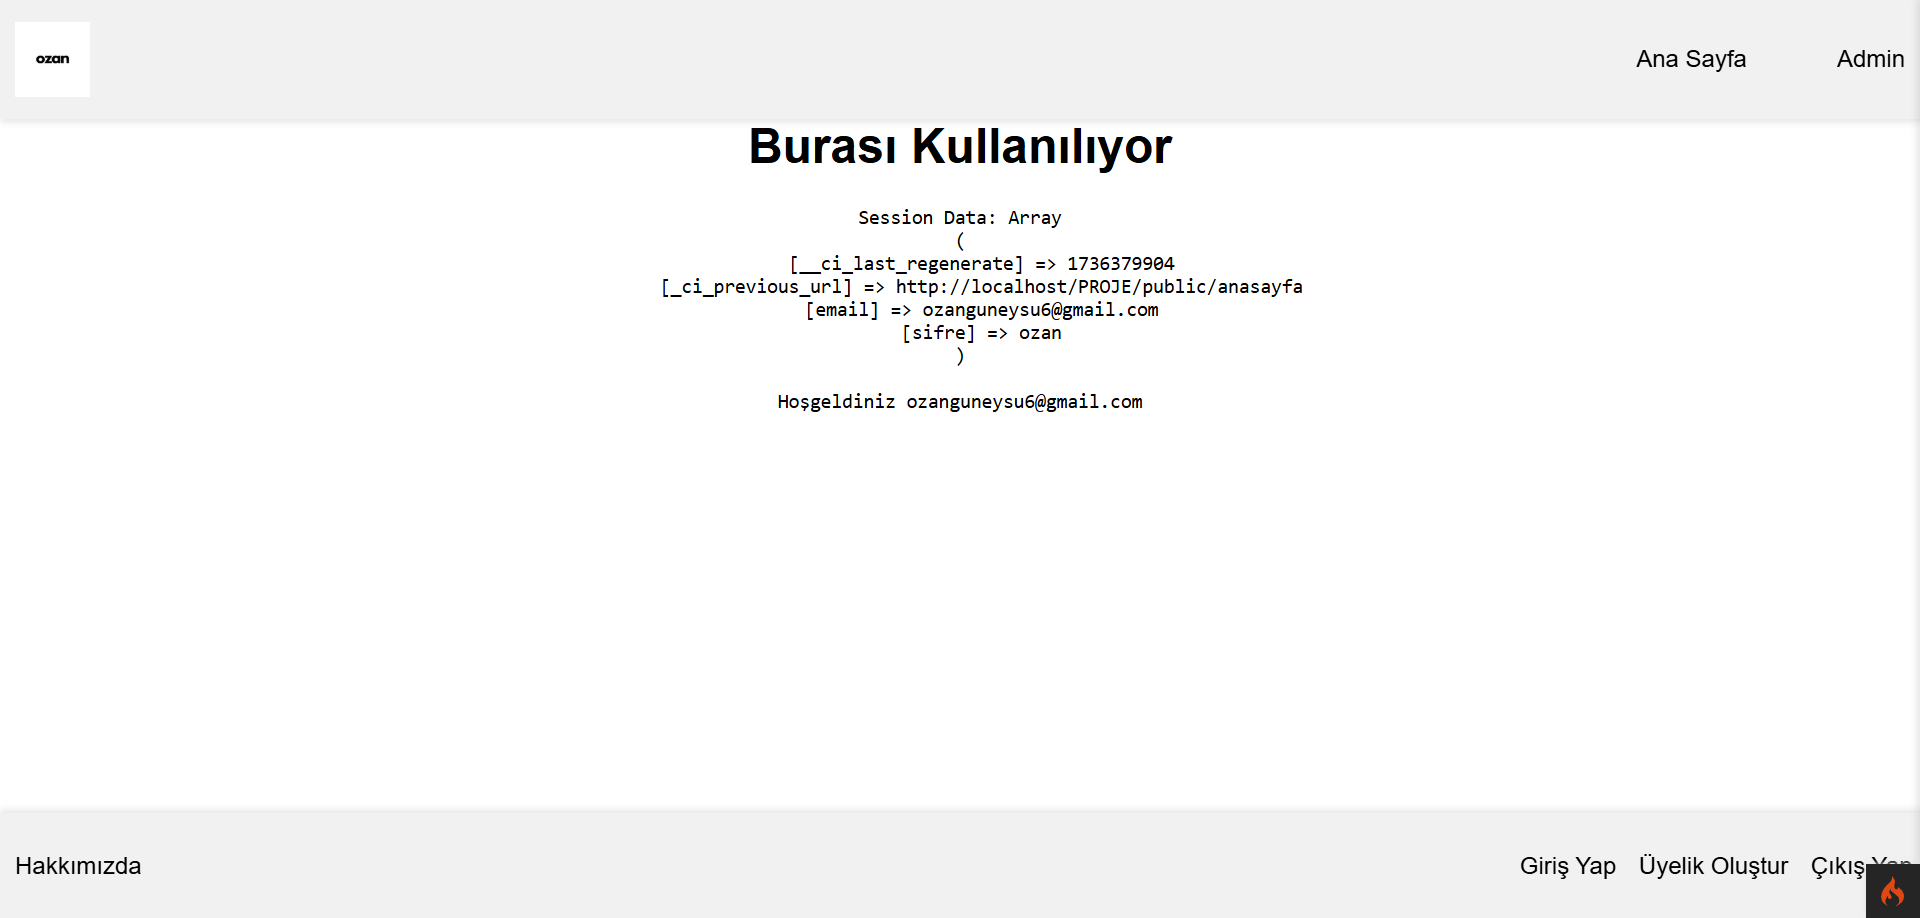 ozan
Ana Sayfa
Admin
Burası Kullanılıyor
Session Data: Array
(
[__ci_last_regenerate] => 1736379904
[_ci_previous_url] => http://localhost/PROJE/public/anasayfa
[email] => ozanguneysu6@gmail.com
[sifre] => ozan
)
Hoşgeldiniz ozanguneysu6@gmail.com
Hakkımızda
Giriş Yap
Üyelik Oluştur
Çıkış Yap